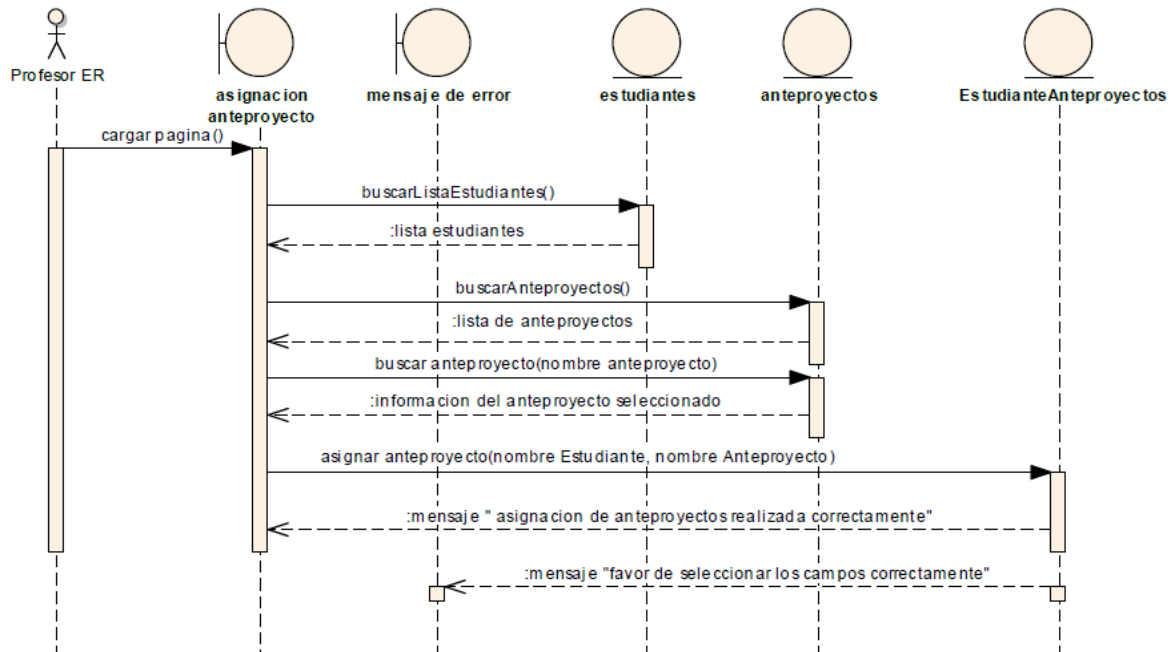 Profesor ER
asignacion
anteproyecto
mensaje de error
estudiantes
anteproyectos
EstudianteAnteproyectos
cargar pagina()
buscarListaEstudiantes()
:lista estudiantes
buscarAnteproyectos()
:lista de anteproyectos
buscar anteproyecto(nombre anteproyecto)
:informacion del anteproyecto seleccionado
asignar anteproyecto(nombre Estudiante, nombre Anteproyecto)
:mensaje " asignacion de anteproyectos realizada correctamente"
:mensaje "favor de seleccionar los campos correctamente"